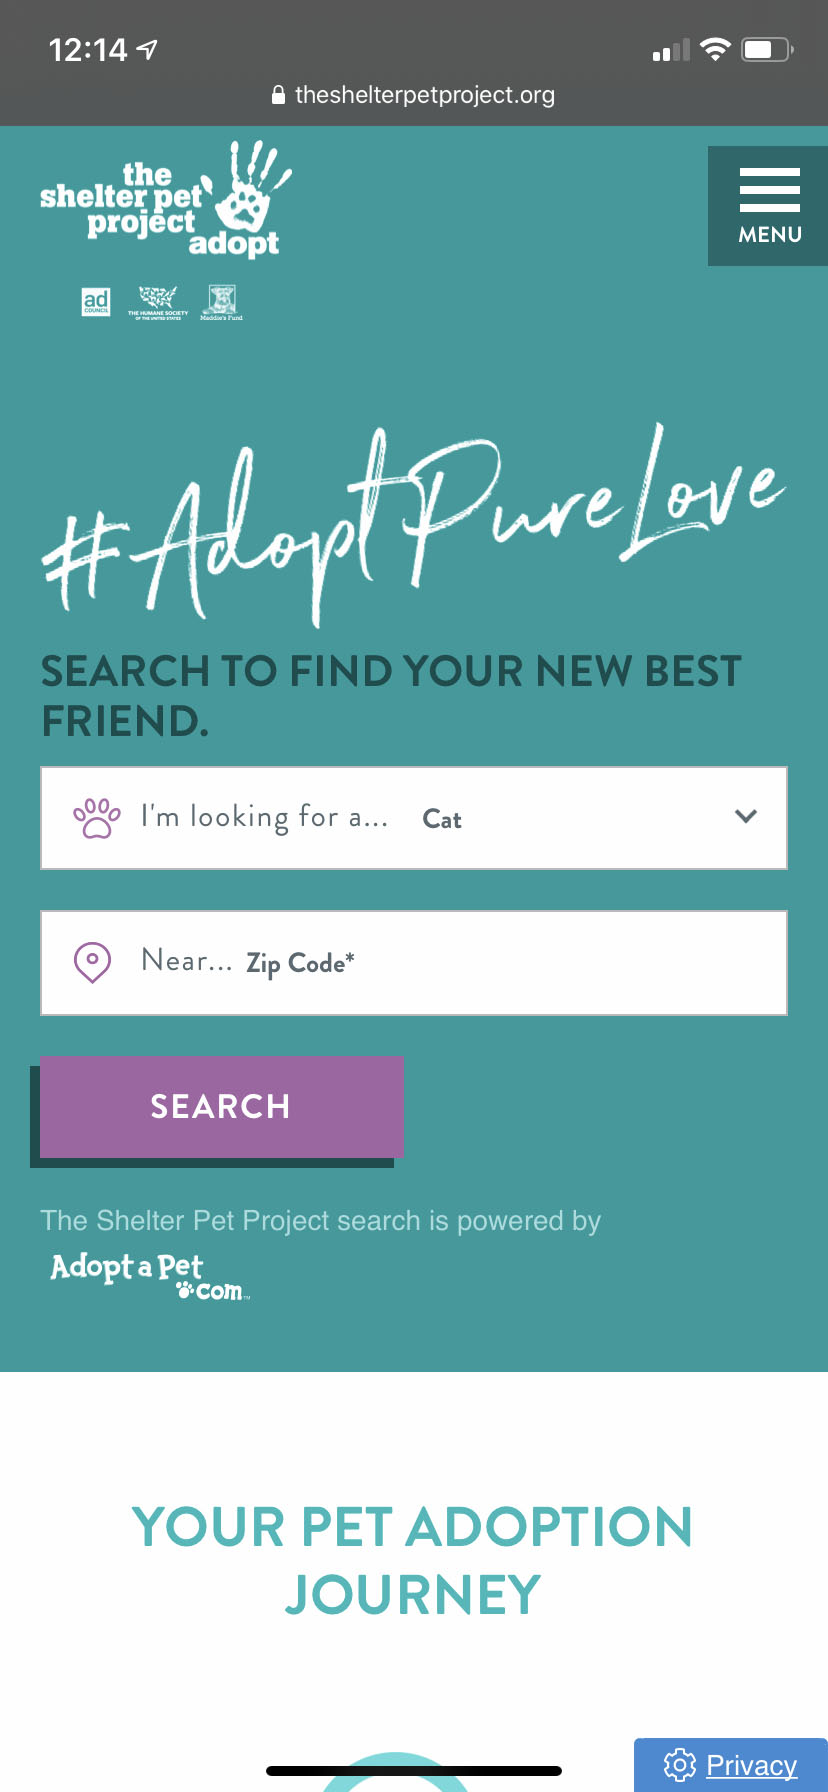 12:14
theshelterpetproject.org
the
shelter pet
project
adopt
MENU
ad
COUNCIL
THE HUMANE SOCIETY
OF THE UNITED STATES
Maddie's Fund
#AdoptPureLove
SEARCH TO FIND YOUR NEW BEST
FRIEND.
I'm looking for a... Cat
Near... Zip Code*
SEARCH
The Shelter Pet Project search is powered by
Adopt a Pet
com™
YOUR PET ADOPTION
JOURNEY
Privacy